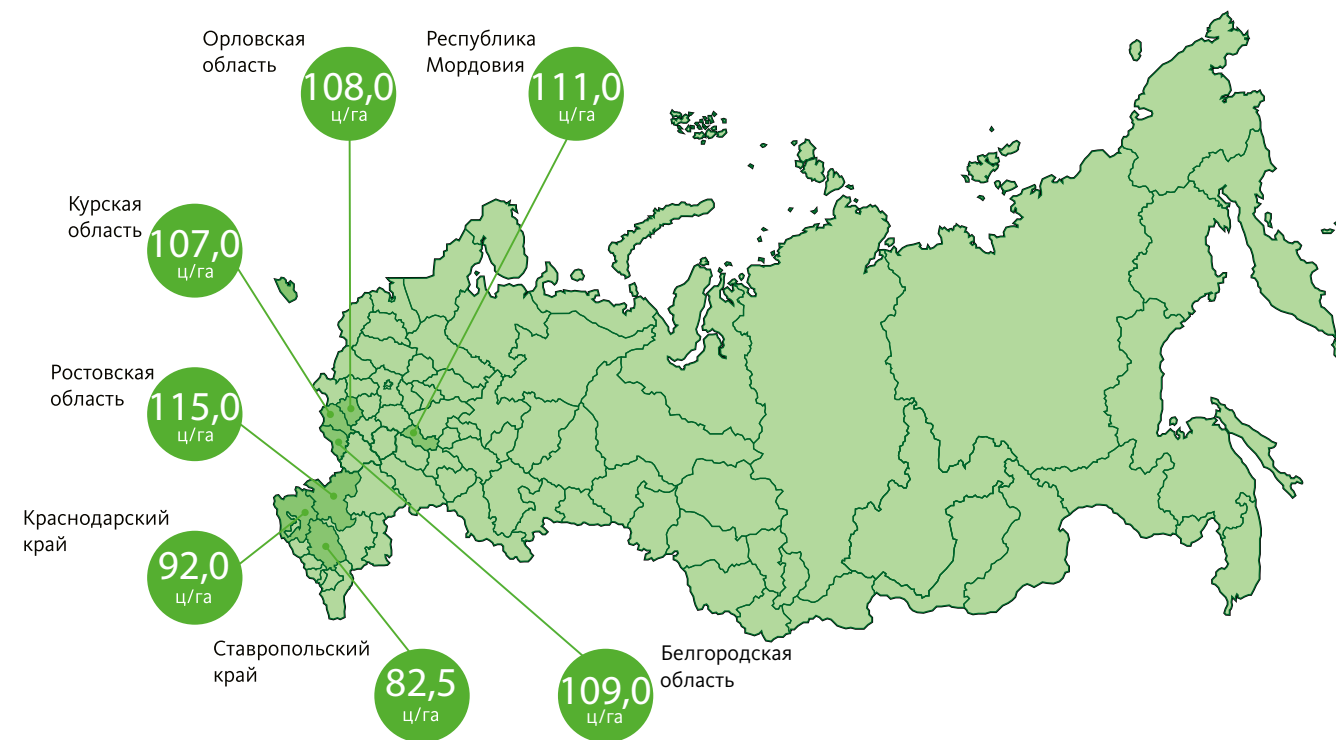 Орловская
область
108,0
ц/га
Республика
Мордовия
111,0
ц/га
Курская
область
107,0
ц/га
Ростовская
область
115,0
ц/га
Краснодарский
край
92,0
ц/га
Ставропольский
край
82,5
ц/га
Белгородская
область
109,0
ц/га